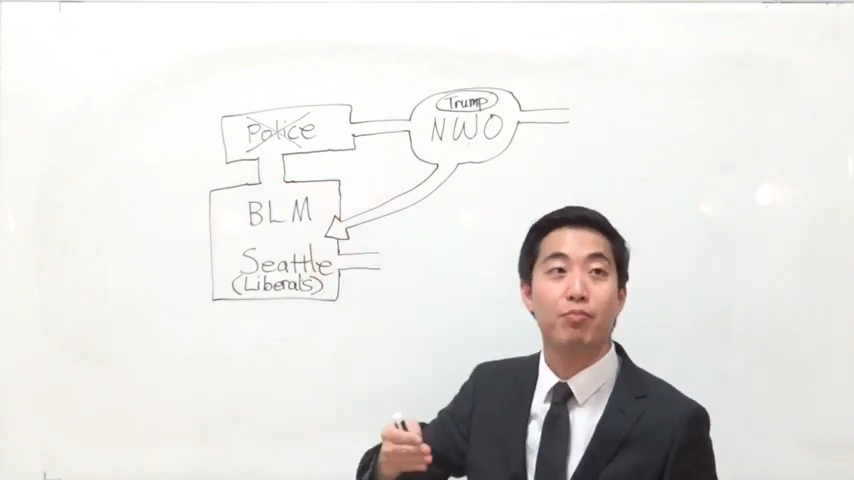 Trump
NWO
Police
BLM
Seattle
(Liberals)